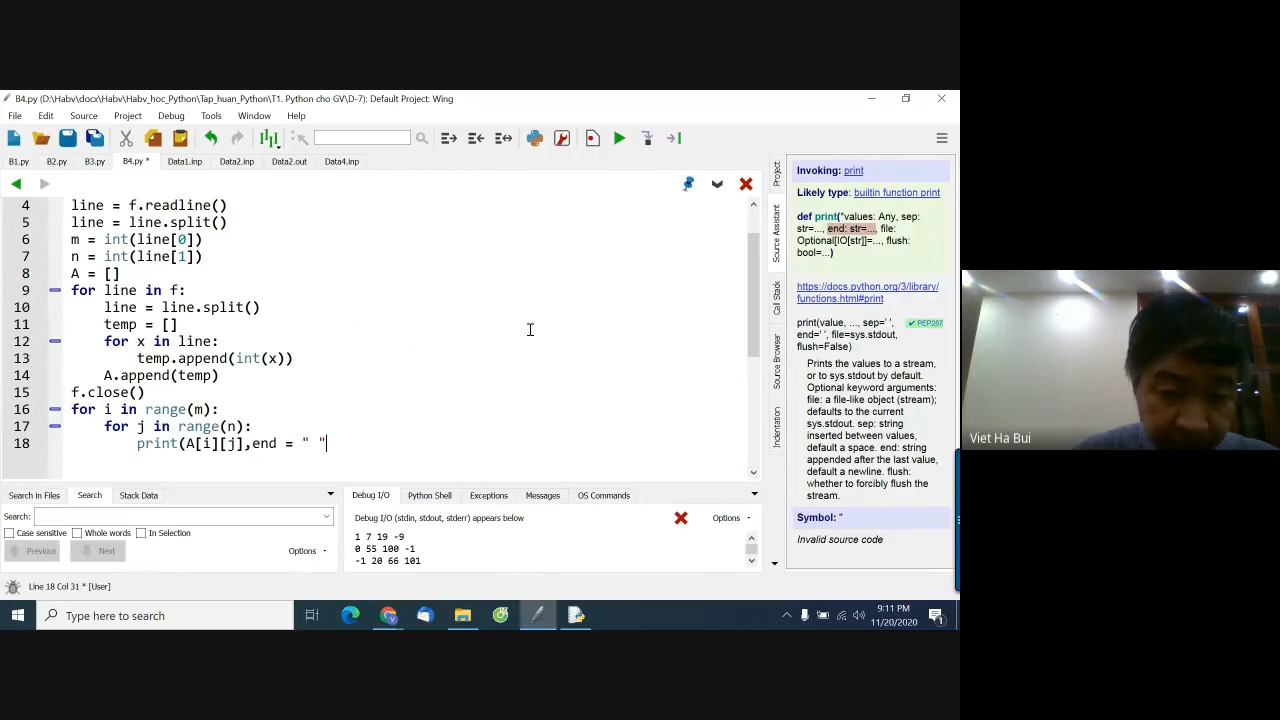 B4.py (D:\Habv\docx\Habv\Habv_hoc_Python\Tap_huan_Python\T1. Python cho GV\D-7): Default Project: Wing
File Edit Source Project Debug Tools Window Help
B1.py B2.py B3.py B4.py * Data1.inp Data2.inp Data2.out Data4.inp
4 line = f.readline()
5 line = line.split()
6 m = int(line[0])
7 n = int(line[1])
8 A = []
9 for line in f:
10 line = line.split()
11 temp = []
12 for x in line:
13 temp.append(int(x))
14 A.append(temp)
15 f.close()
16 for i in range(m):
17 for j in range(n):
18 print(A[i][j],end = " "
Project
Source Assistant
Call Stack
Source Browser
Indentation
Invoking: print
Likely type: builtin function print
def print(*values: Any, sep:
str=..., end: str=..., file:
Optional[IO[str]]=..., flush:
bool=...)
https://docs.python.org/3/library/
functions.html#print
print(value, ..., sep=' ', ✔ PEP287
end=' ', file=sys.stdout,
flush=False)
Prints the values to a stream,
or to sys.stdout by default.
Optional keyword arguments:
file: a file-like object (stream);
defaults to the current
sys.stdout. sep: string
inserted between values,
default a space. end: string
appended after the last value,
default a newline. flush:
whether to forcibly flush the
stream.
Symbol: "
Invalid source code
Viet Ha Bui
Search in Files Search Stack Data
Search:
Case sensitive Whole words In Selection
Previous Next Options
Debug I/O Python Shell Exceptions Messages OS Commands
Debug I/O (stdin, stdout, stderr) appears below Options
1 7 19 -9
0 55 100 -1
-1 20 66 101
Line 18 Col 31 * [User]
Type here to search
9:11 PM
11/20/2020
1